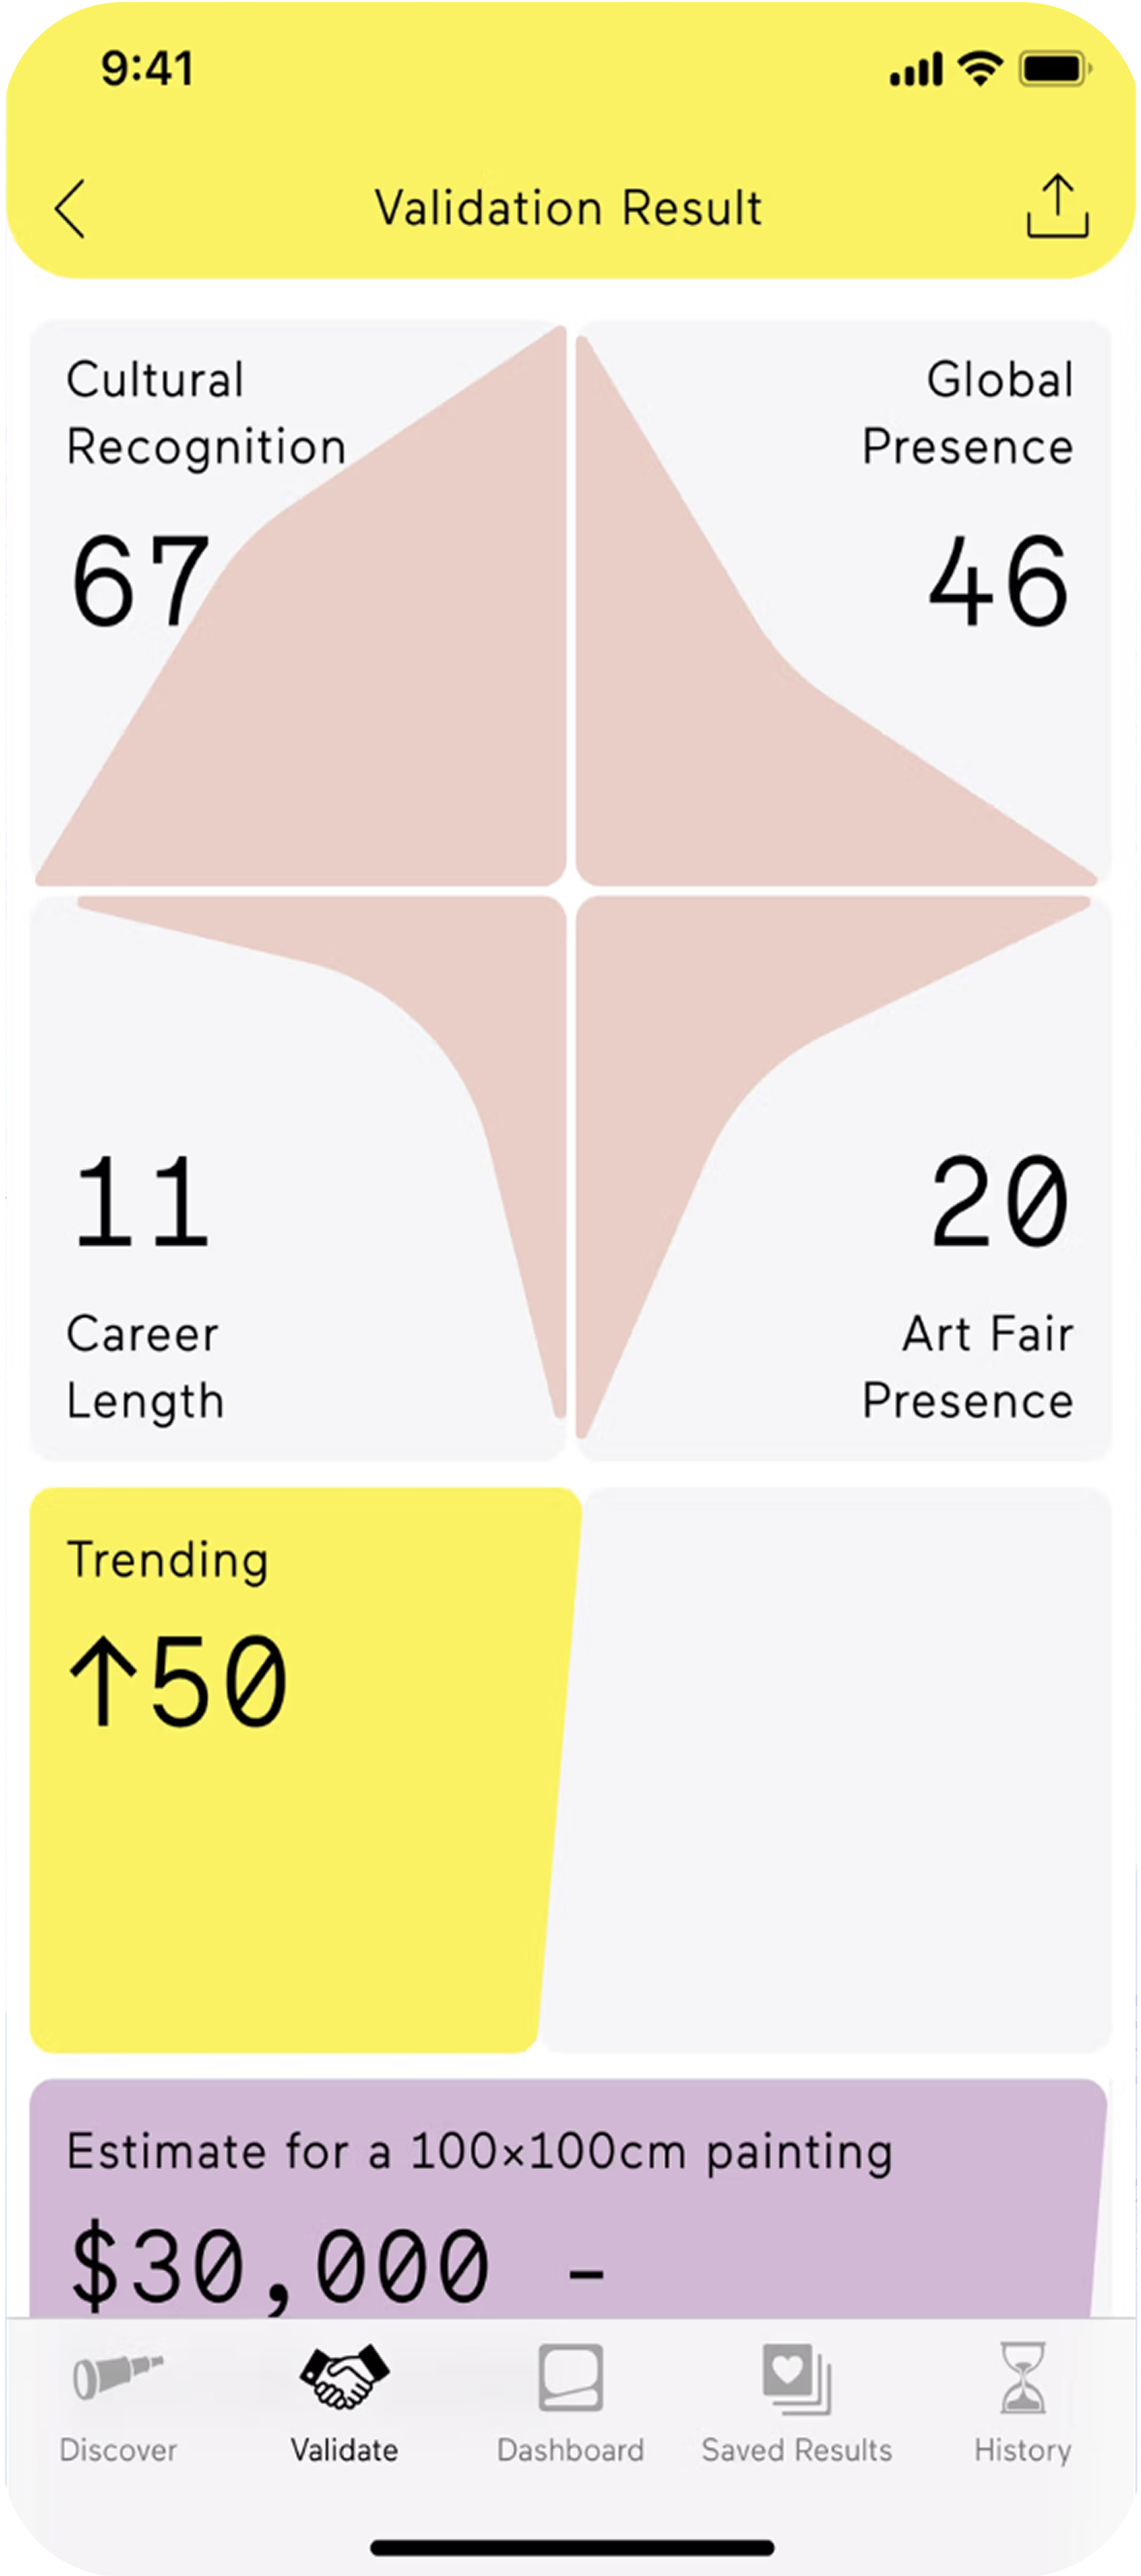 9:41
Validation Result
Cultural
Recognition
67
Global
Presence
46
11
Career
Length
20
Art Fair
Presence
Trending
↑50
Estimate for a 100×100cm painting
$30,000 –
Discover
Validate
Dashboard
Saved Results
History